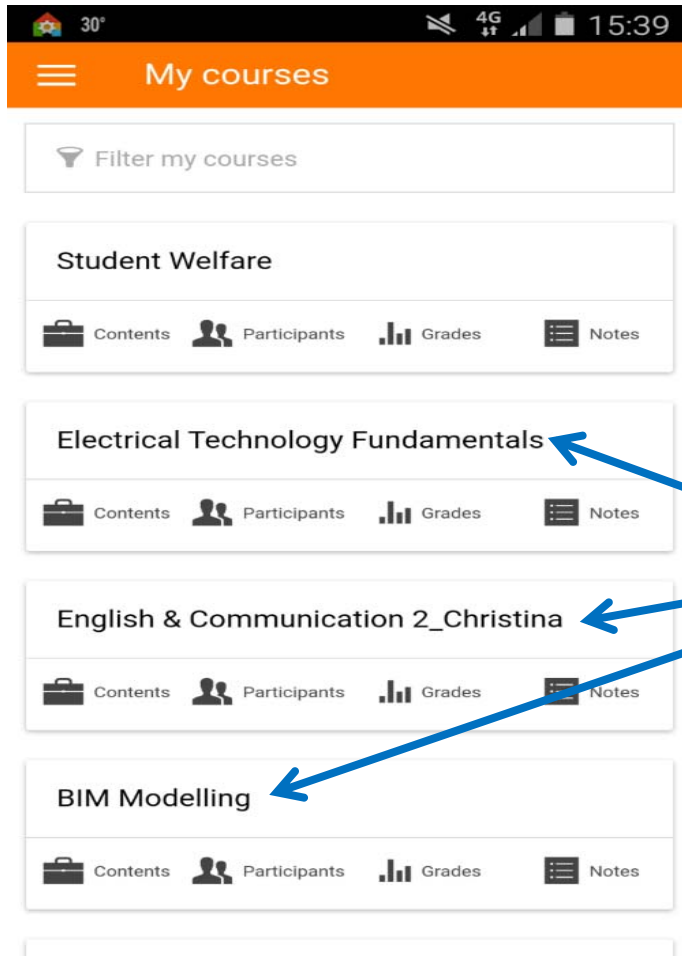 30° 4G 15:39
My courses
Filter my courses
Student Welfare
Contents Participants Grades Notes
Electrical Technology Fundamentals
Contents Participants Grades Notes
English & Communication 2_Christina
Contents Participants Grades Notes
BIM Modelling
Contents Participants Grades Notes